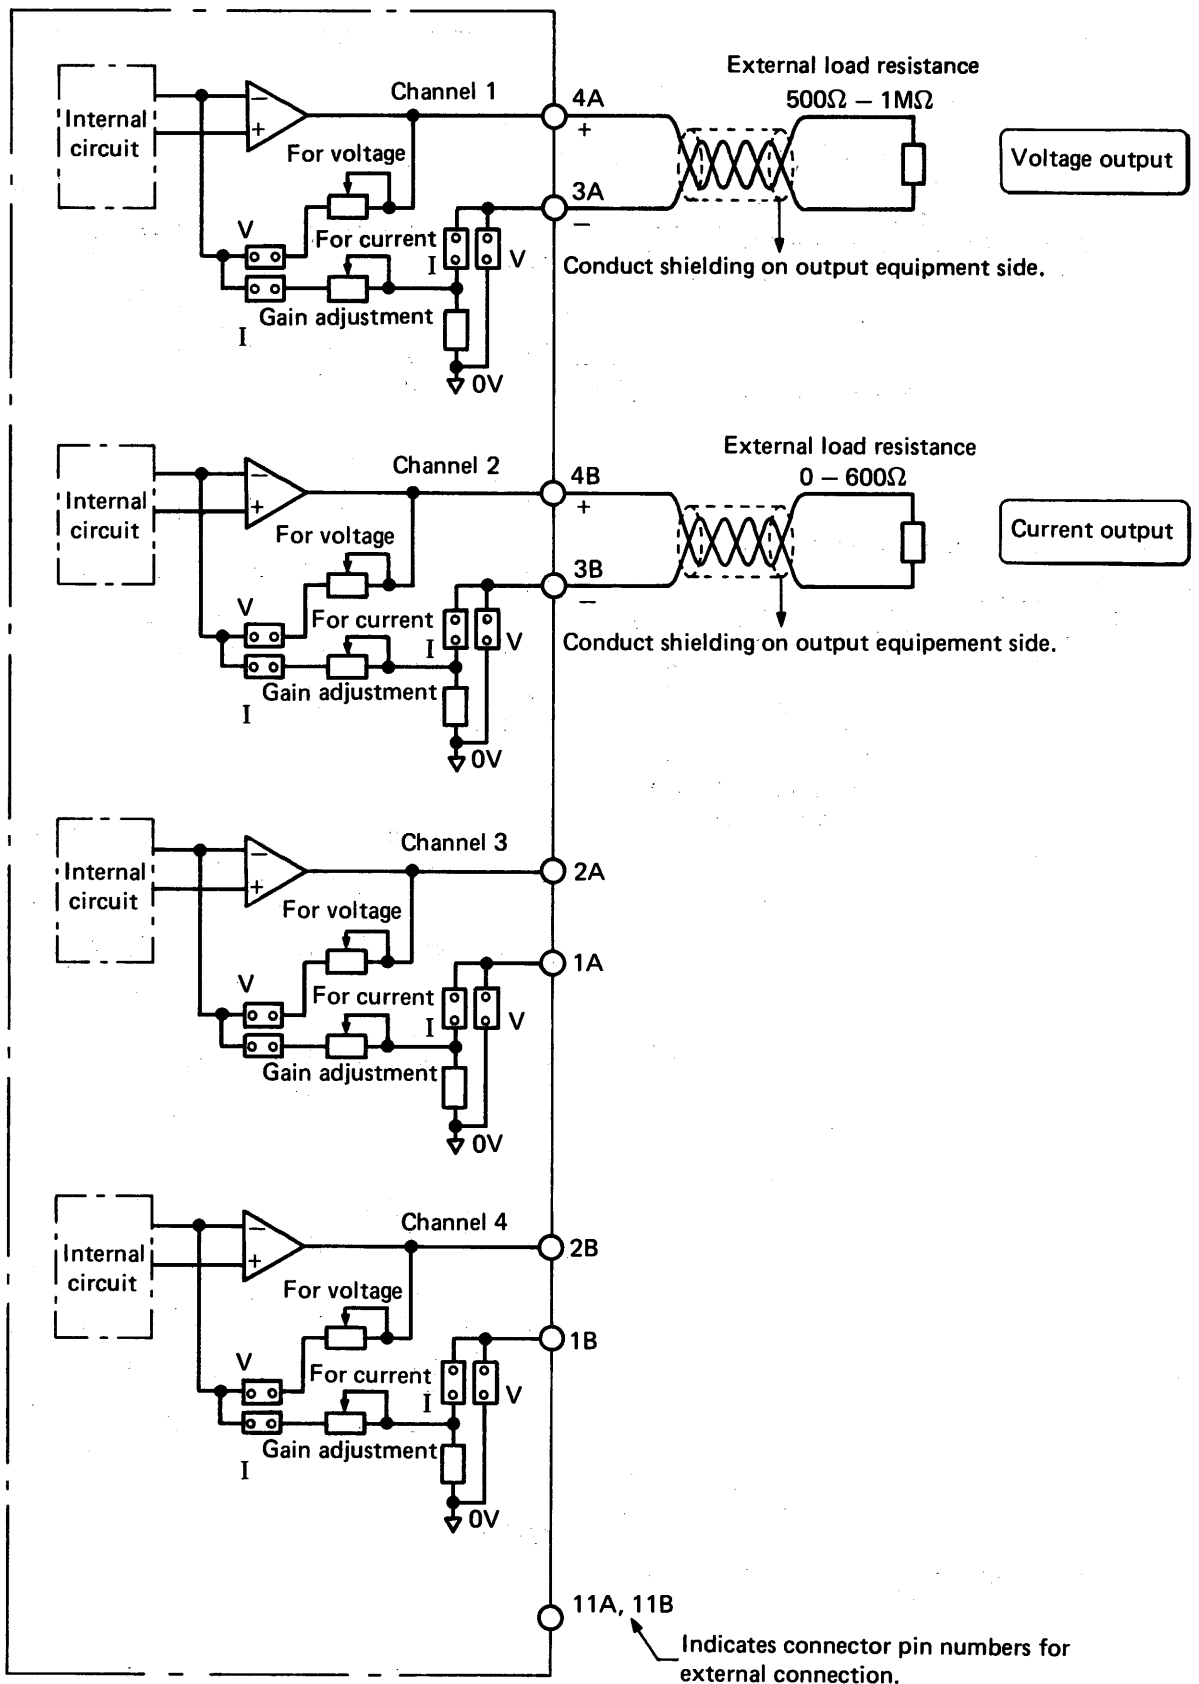 External load resistance
500Ω – 1MΩ
Channel 1
4A
+
Internal
circuit
–
+
For voltage
Voltage output
3A
–
V
For current
I
V
Conduct shielding on output equipment side.
Gain adjustment
I
0V
External load resistance
0 – 600Ω
Channel 2
4B
+
Internal
circuit
–
+
For voltage
Current output
3B
–
V
For current
I
V
Conduct shielding on output equipement side.
Gain adjustment
I
0V
Channel 3
2A
Internal
circuit
–
+
For voltage
1A
V
For current
I
V
Gain adjustment
0V
Channel 4
2B
Internal
circuit
–
+
For voltage
1B
V
For current
I
V
Gain adjustment
I
0V
11A, 11B
Indicates connector pin numbers for
external connection.